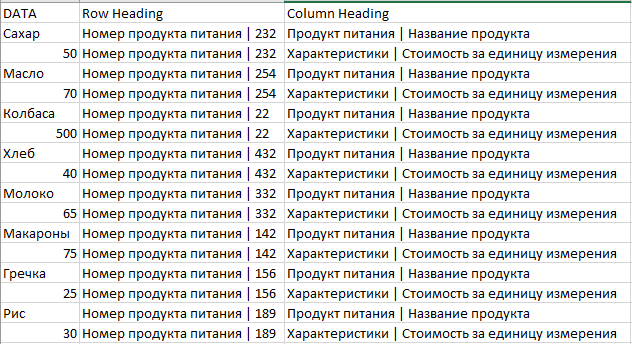 DATA Row Heading Column Heading
Сахар Номер продукта питания | 232 Продукт питания | Название продукта
50 Номер продукта питания | 232 Характеристики | Стоимость за единицу измерения
Масло Номер продукта питания | 254 Продукт питания | Название продукта
70 Номер продукта питания | 254 Характеристики | Стоимость за единицу измерения
Колбаса Номер продукта питания | 22 Продукт питания | Название продукта
500 Номер продукта питания | 22 Характеристики | Стоимость за единицу измерения
Хлеб Номер продукта питания | 432 Продукт питания | Название продукта
40 Номер продукта питания | 432 Характеристики | Стоимость за единицу измерения
Молоко Номер продукта питания | 332 Продукт питания | Название продукта
65 Номер продукта питания | 332 Характеристики | Стоимость за единицу измерения
Макароны Номер продукта питания | 142 Продукт питания | Название продукта
75 Номер продукта питания | 142 Характеристики | Стоимость за единицу измерения
Гречка Номер продукта питания | 156 Продукт питания | Название продукта
25 Номер продукта питания | 156 Характеристики | Стоимость за единицу измерения
Рис Номер продукта питания | 189 Продукт питания | Название продукта
30 Номер продукта питания | 189 Характеристики | Стоимость за единицу измерения